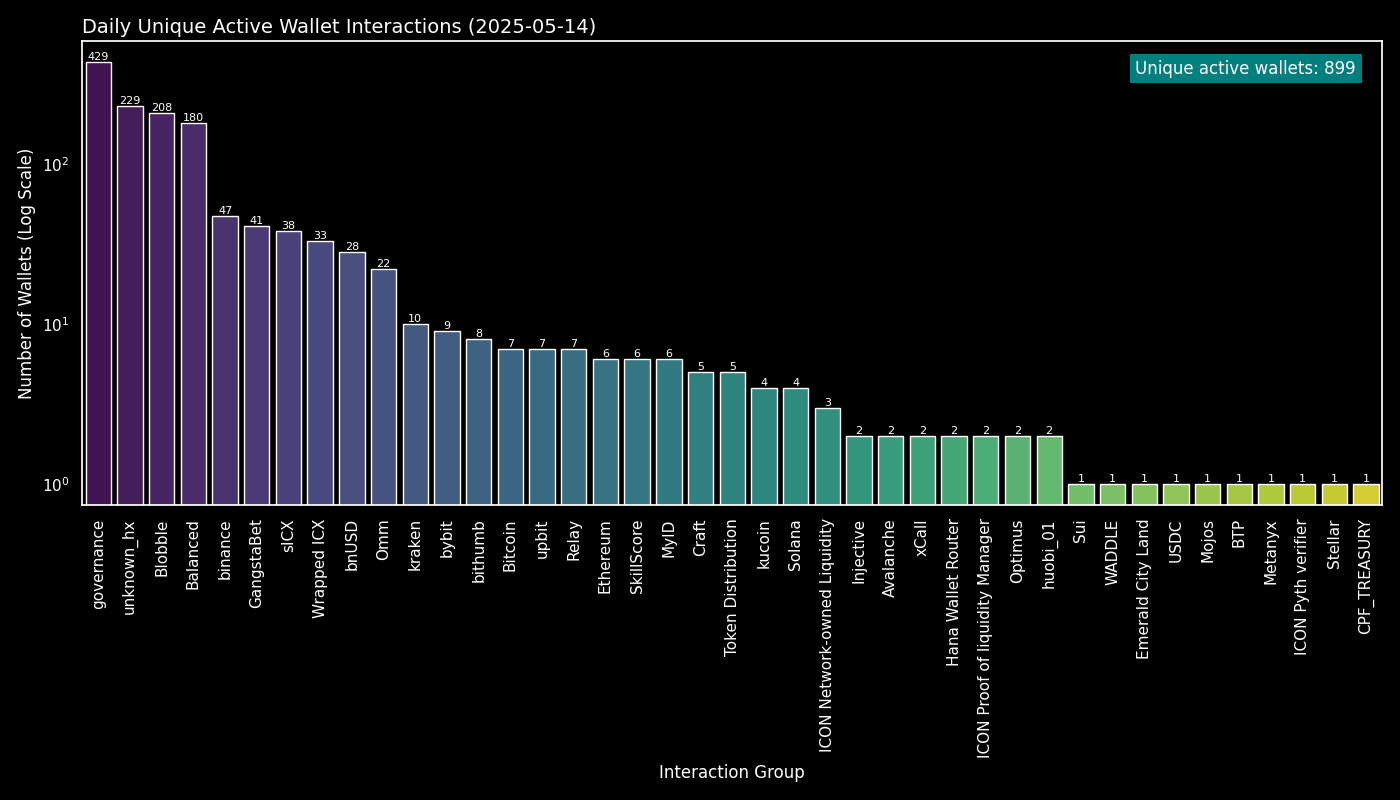 Daily Unique Active Wallet Interactions (2025-05-14)
Unique active wallets: 899
Number of Wallets (Log Scale)
10²
10¹
10⁰
429
229
208
180
47
41
38
33
28
22
10
9
8
7
7
7
6
6
6
5
5
4
4
3
2
2
2
2
2
2
2
1
1
1
1
1
1
1
1
1
1
governance
unknown_hx
Blobble
Balanced
binance
GangstaBet
sICX
Wrapped ICX
bnUSD
Omm
kraken
bybit
bithumb
Bitcoin
upbit
Relay
Ethereum
SkillScore
MyID
Craft
Token Distribution
kucoin
Solana
ICON Network-owned Liquidity
Injective
Avalanche
xCall
Hana Wallet Router
ICON Proof of liquidity Manager
Optimus
huobi_01
Sui
WADDLE
Emerald City Land
USDC
Mojos
BTP
Metanyx
ICON Pyth verifier
Stellar
CPF_TREASURY
Interaction Group